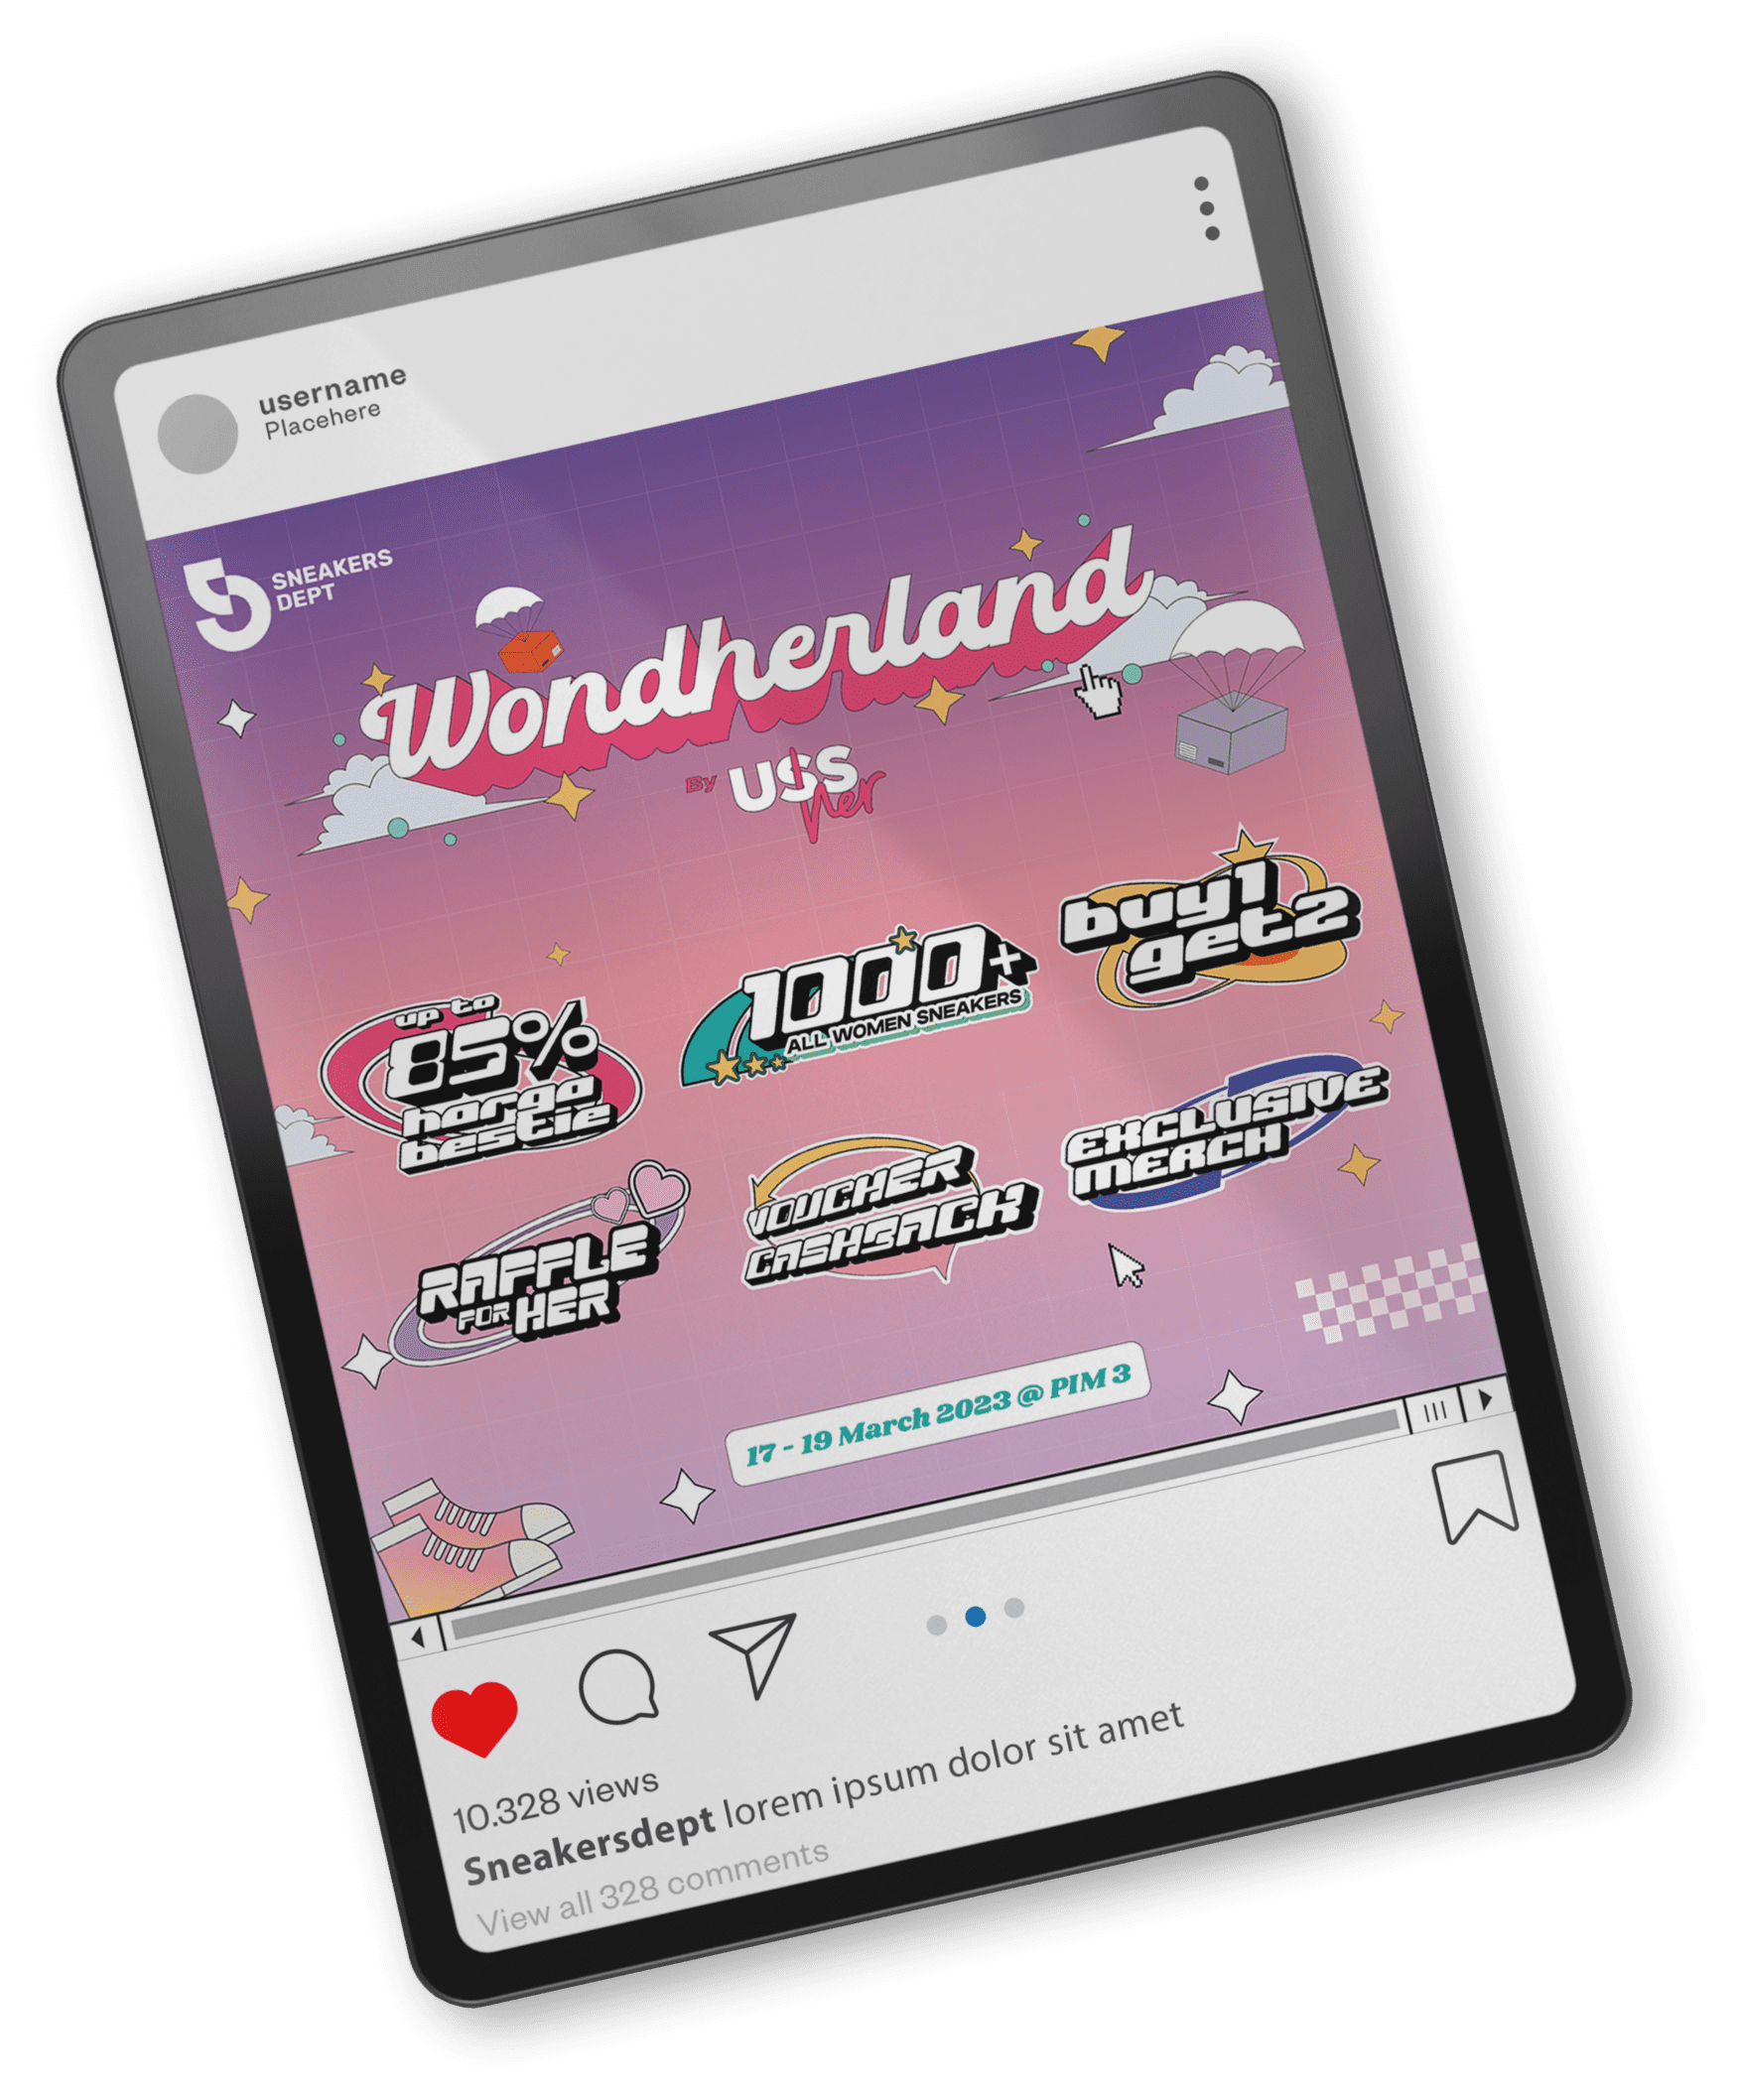 username
Placehere
SNEAKERS
DEPT
Wondherland
By USS Her
up to
85%
harga
bestie
1000+
ALL WOMEN SNEAKERS
buy1
get2
RAFFLE
FOR HER
VOUCHER
CASHBACK
EXCLUSIVE
MERCH
17 - 19 March 2023 @ PIM 3
10.328 views
Sneakersdept lorem ipsum dolor sit amet
View all 328 comments